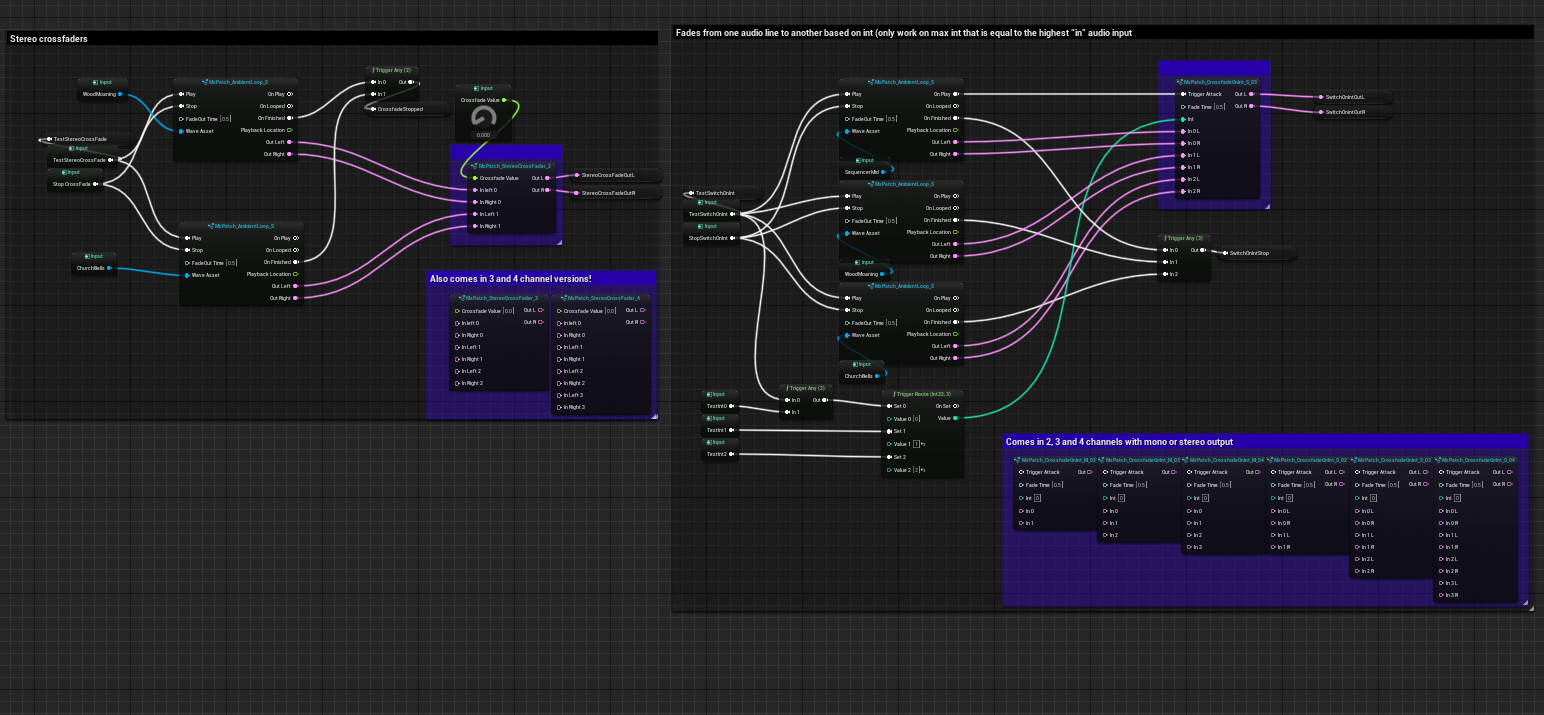 Stereo crossfaders
Input
WoodMoaning
MsPatch_AmbientLoop_S
Play
On Play
Stop
On Looped
FadeOut Time [0.5]
On Finished
Wave Asset
Playback Location
Out Left
Out Right
TestStereoCrossFade
Input
TestStereoCrossFade
Input
StopCrossFade
Trigger Any (2)
In 0
Out
In 1
CrossfadeStopped
Input
Crossfade Value
0.000
MsPatch_StereoCrossFader_2
Crossfade Value
Out L
In left 0
Out R
In Right 0
In Left 1
In Right 1
StereoCrossFadeOutL
StereoCrossFadeOutR
Input
ChurchBells
MsPatch_AmbientLoop_S
Play
On Play
Stop
On Looped
FadeOut Time [0.5]
On Finished
Wave Asset
Playback Location
Out Left
Out Right
Also comes in 3 and 4 channel versions!
MsPatch_StereoCrossFader_3
Crossfade Value [0.0]
Out L
In left 0
Out R
In Right 0
In Left 1
In Right 1
In Left 2
In Right 2
MsPatch_StereoCrossFader_4
Crossfade Value [0.0]
Out L
In left 0
Out R
In Right 0
In Left 1
In Right 1
In Left 2
In Right 2
In Left 3
In Right 3
Fades from one audio line to another based on int (only work on max int that is equal to the highest "in" audio input
MsPatch_AmbientLoop_S
Play
On Play
Stop
On Looped
FadeOut Time [0.5]
On Finished
Wave Asset
Playback Location
Out Left
Out Right
Input
SequencerMid
MsPatch_AmbientLoop_S
Play
On Play
Stop
On Looped
FadeOut Time [0.5]
On Finished
Wave Asset
Playback Location
Out Left
Out Right
Input
WoodMoaning
MsPatch_AmbientLoop_S
Play
On Play
Stop
On Looped
FadeOut Time [0.5]
On Finished
Wave Asset
Playback Location
Out Left
Out Right
Input
ChurchBells
TestSwitchOnInt
Input
TestSwitchOnInt
Input
StopSwitchOnInt
MsPatch_CrossfadeOnInt_S_03
Trigger Attack
Out L
Fade Time [0.5]
Out R
Int
In 0 L
In 0 R
In 1 L
In 1 R
In 2 L
In 2 R
SwitchOnIntOutL
SwitchOnIntOutR
Trigger Any (3)
In 0
Out
In 1
In 2
SwitchOnIntStop
Input
TestInt0
Input
TestInt1
Input
TestInt2
Trigger Any (2)
In 0
Out
In 1
Trigger Route (Int32, 3)
Set 0
On Set
Value 0 [0]
Value
Set 1
Value 1 [1]
Set 2
Value 2 [2]
Comes in 2, 3 and 4 channels with mono or stereo output
MsPatch_CrossfadeOnInt_M_02
Trigger Attack
Out
Fade Time [0.5]
Int [0]
In 0
In 1
MsPatch_CrossfadeOnInt_M_03
Trigger Attack
Out
Fade Time [0.5]
Int [0]
In 0
In 1
In 2
MsPatch_CrossfadeOnInt_M_04
Trigger Attack
Out
Fade Time [0.5]
Int [0]
In 0
In 1
In 2
In 3
MsPatch_CrossfadeOnInt_S_02
Trigger Attack
Out L
Fade Time [0.5]
Out R
Int [0]
In 0 L
In 0 R
In 1 L
In 1 R
MsPatch_CrossfadeOnInt_S_03
Trigger Attack
Out L
Fade Time [0.5]
Out R
Int [0]
In 0 L
In 0 R
In 1 L
In 1 R
In 2 L
In 2 R
MsPatch_CrossfadeOnInt_S_04
Trigger Attack
Out L
Fade Time [0.5]
Out R
Int [0]
In 0 L
In 0 R
In 1 L
In 1 R
In 2 L
In 2 R
In 3 L
In 3 R